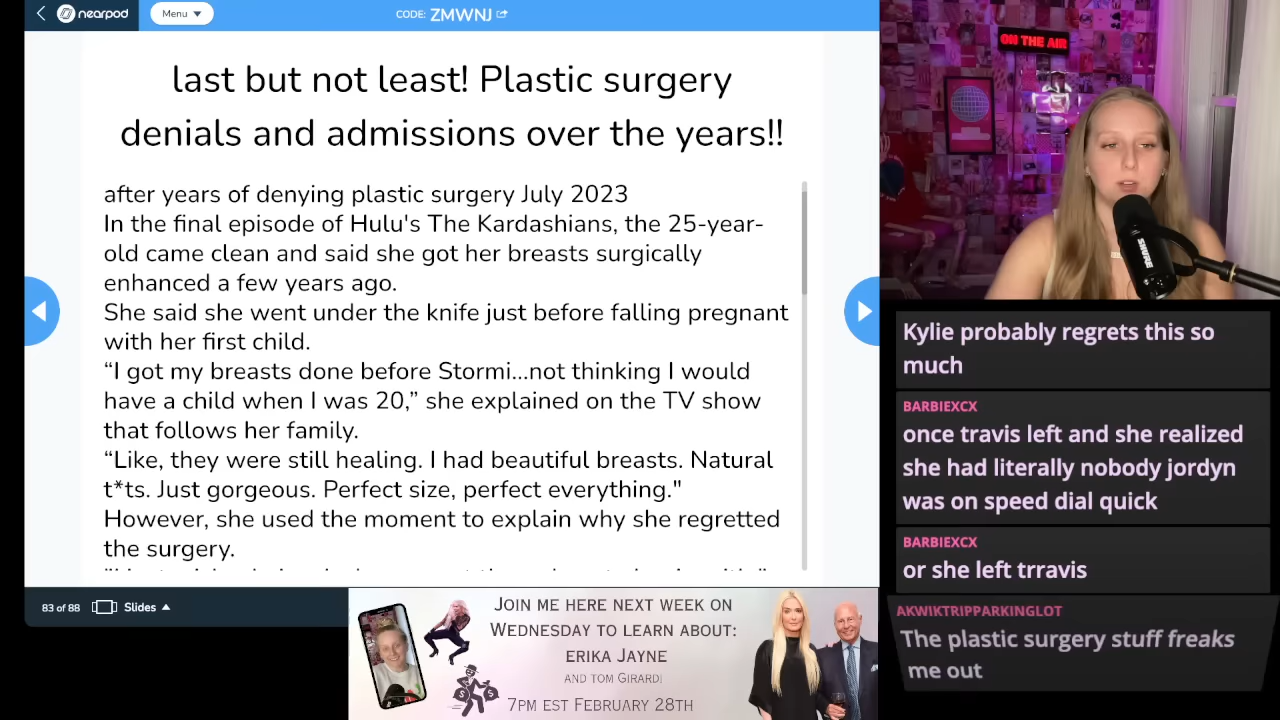 nearpod
Menu
CODE: ZMWNJ
last but not least! Plastic surgery
denials and admissions over the years!!
after years of denying plastic surgery July 2023
In the final episode of Hulu's The Kardashians, the 25-year-
old came clean and said she got her breasts surgically
enhanced a few years ago.
She said she went under the knife just before falling pregnant
with her first child.
“I got my breasts done before Stormi...not thinking I would
have a child when I was 20,” she explained on the TV show
that follows her family.
“Like, they were still healing. I had beautiful breasts. Natural
t*ts. Just gorgeous. Perfect size, perfect everything."
However, she used the moment to explain why she regretted
the surgery.
83 of 88
Slides
JOIN ME HERE NEXT WEEK ON
WEDNESDAY TO LEARN ABOUT:
ERIKA JAYNE
AND TOM GIRARDI
7PM EST FEBRUARY 28TH
ON THE AIR
SHURE
Kylie probably regrets this so
much
BARBIEXCX
once travis left and she realized
she had literally nobody jordyn
was on speed dial quick
BARBIEXCX
or she left trravis
AKWIKTRIPPARKINGLOT
The plastic surgery stuff freaks
me out